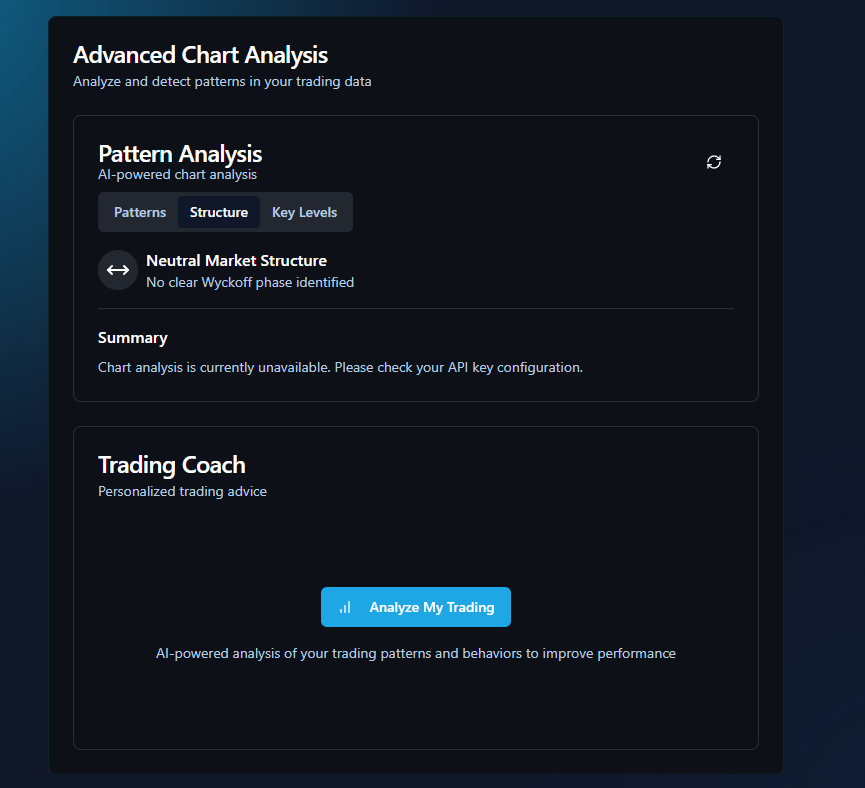 Advanced Chart Analysis
Analyze and detect patterns in your trading data
Pattern Analysis
AI-powered chart analysis
Patterns Structure Key Levels
Neutral Market Structure
No clear Wyckoff phase identified
Summary
Chart analysis is currently unavailable. Please check your API key configuration.
Trading Coach
Personalized trading advice
Analyze My Trading
AI-powered analysis of your trading patterns and behaviors to improve performance